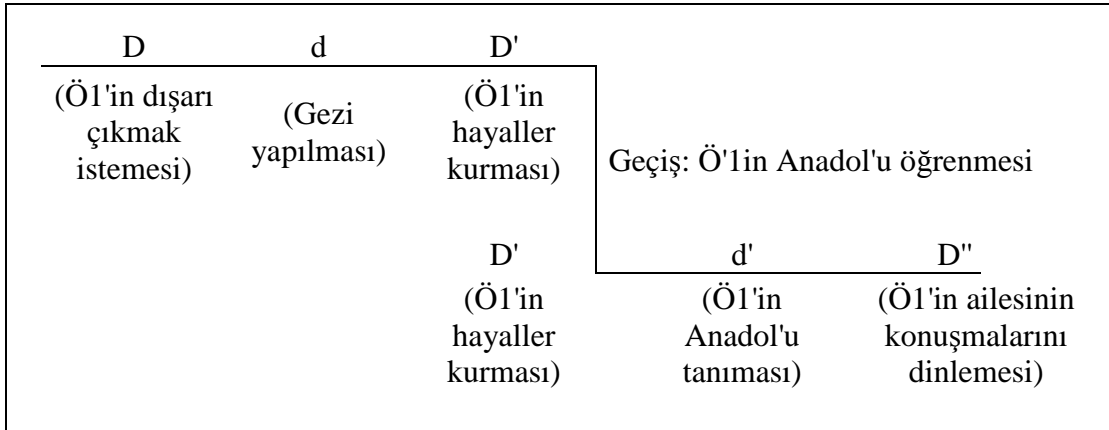 D d D'
(Ö1'in dışarı
çıkmak
istemesi)
(Gezi
yapılması)
(Ö1'in
hayaller
kurması)
Geçiş: Ö'1in Anadol'u öğrenmesi
D' d' D''
(Ö1'in
hayaller
kurması)
(Ö1'in
Anadol'u
tanıması)
(Ö1'in ailesinin
konuşmalarını
dinlemesi)